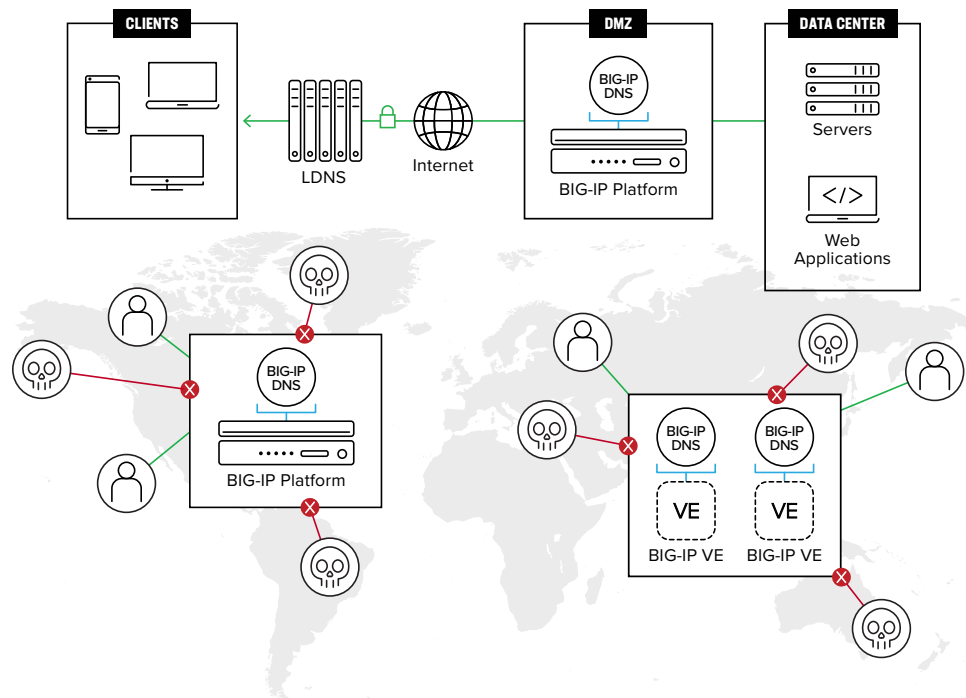 CLIENTS
DMZ
DATA CENTER
BIG-IP
DNS
Servers
LDNS
Internet
BIG-IP Platform
</>
Web
Applications
BIG-IP
DNS
BIG-IP Platform
BIG-IP
DNS
BIG-IP
DNS
VE
VE
BIG-IP VE
BIG-IP VE